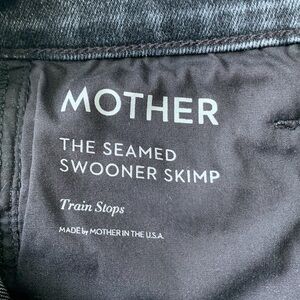 MOTHER
THE SEAMED
SWOONER SKIMP
Train Stops
MADE by MOTHER IN THE U.S.A.